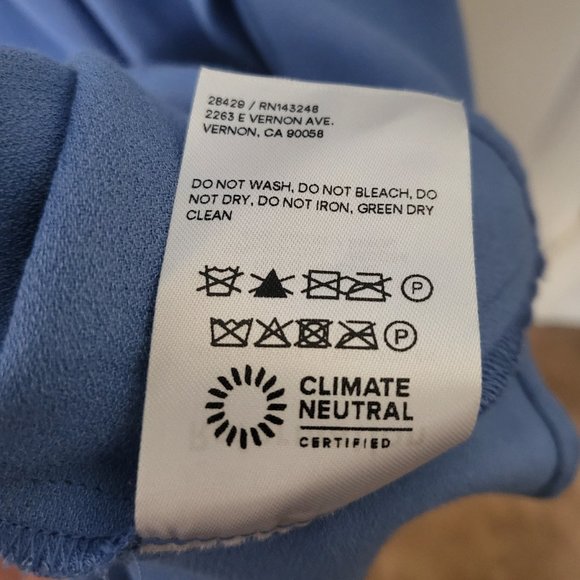 28429 / RN143248
2263 E VERNON AVE.
VERNON, CA 90058
DO NOT WASH, DO NOT BLEACH, DO
NOT DRY, DO NOT IRON, GREEN DRY
CLEAN
P
P
CLIMATE
NEUTRAL
CERTIFIED